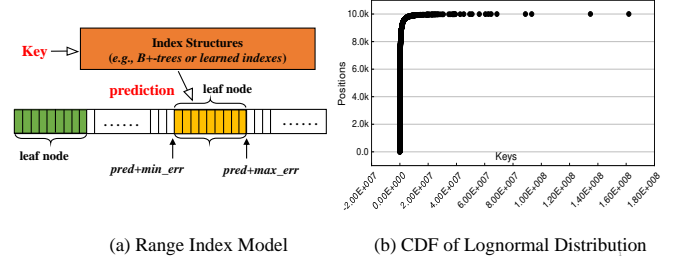 Key
Index Structures
(e.g., B+-trees or learned indexes)
prediction
leaf node
......
......
leaf node
pred+min_err
pred+max_err
(a) Range Index Model
10.0k
8.0k
6.0k
4.0k
2.0k
0.0
Positions
Keys
-2.00E+007
0.00E+000
2.00E+007
4.00E+007
6.00E+007
8.00E+007
1.00E+008
1.20E+008
1.40E+008
1.60E+008
1.80E+008
(b) CDF of Lognormal Distribution